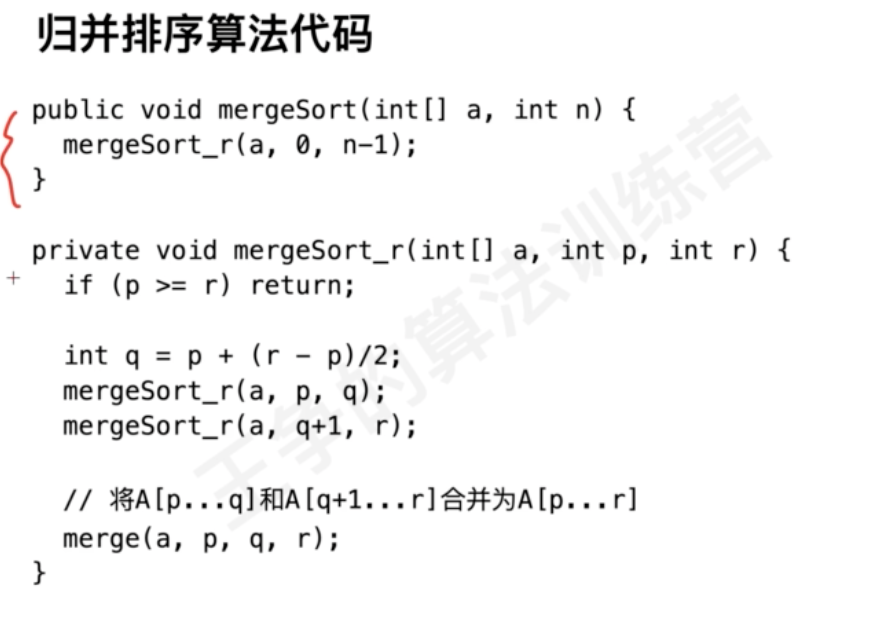 归并排序算法代码
public void mergeSort(int[] a, int n) {
mergeSort_r(a, 0, n-1);
}
private void mergeSort_r(int[] a, int p, int r) {
if (p >= r) return;
int q = p + (r - p)/2;
mergeSort_r(a, p, q);
mergeSort_r(a, q+1, r);
// 将A[p...q]和A[q+1...r]合并为A[p...r]
merge(a, p, q, r);
}
王争的算法训练营